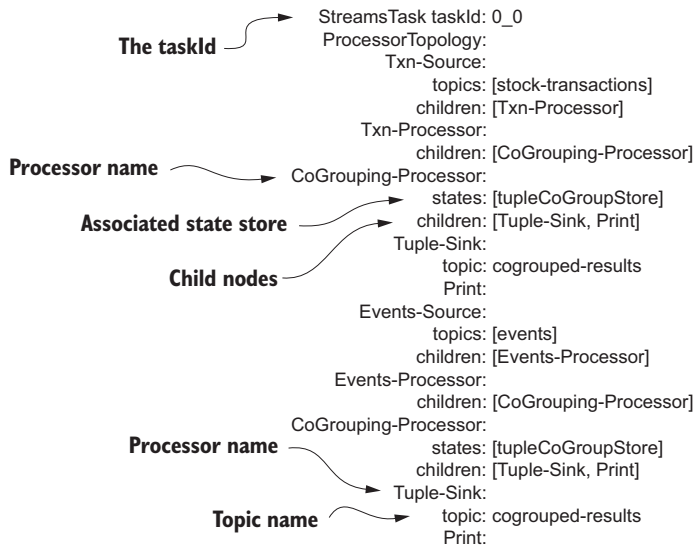 StreamsTask taskId: 0_0
The taskId
ProcessorTopology:
Txn-Source:
topics: [stock-transactions]
children: [Txn-Processor]
Txn-Processor:
children: [CoGrouping-Processor]
Processor name
CoGrouping-Processor:
states: [tupleCoGroupStore]
Associated state store
children: [Tuple-Sink, Print]
Tuple-Sink:
Child nodes
topic: cogrouped-results
Print:
Events-Source:
topics: [events]
children: [Events-Processor]
Events-Processor:
children: [CoGrouping-Processor]
CoGrouping-Processor:
Processor name
states: [tupleCoGroupStore]
children: [Tuple-Sink, Print]
Tuple-Sink:
Topic name
topic: cogrouped-results
Print: